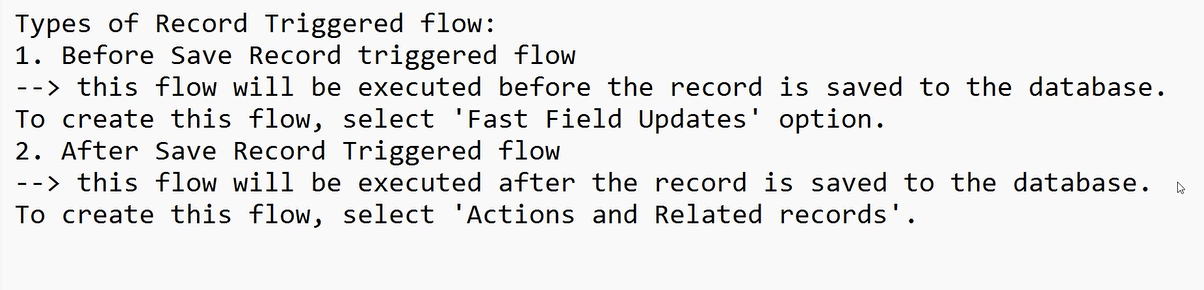 Types of Record Triggered flow:
1. Before Save Record triggered flow
--> this flow will be executed before the record is saved to the database.
To create this flow, select 'Fast Field Updates' option.
2. After Save Record Triggered flow
--> this flow will be executed after the record is saved to the database.
To create this flow, select 'Actions and Related records'.